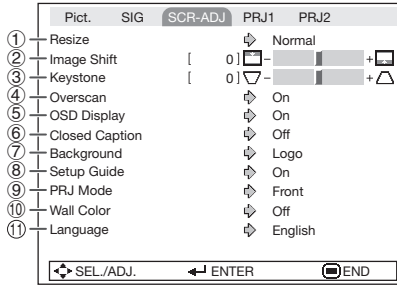 Pict. SIG SCR-ADJ PRJ1 PRJ2
① Resize Normal
② Image Shift [ 0 ] − +
③ Keystone [ 0 ] − +
④ Overscan On
⑤ OSD Display On
⑥ Closed Caption Off
⑦ Background Logo
⑧ Setup Guide On
⑨ PRJ Mode Front
⑩ Wall Color Off
⑪ Language English
SEL./ADJ. ENTER END